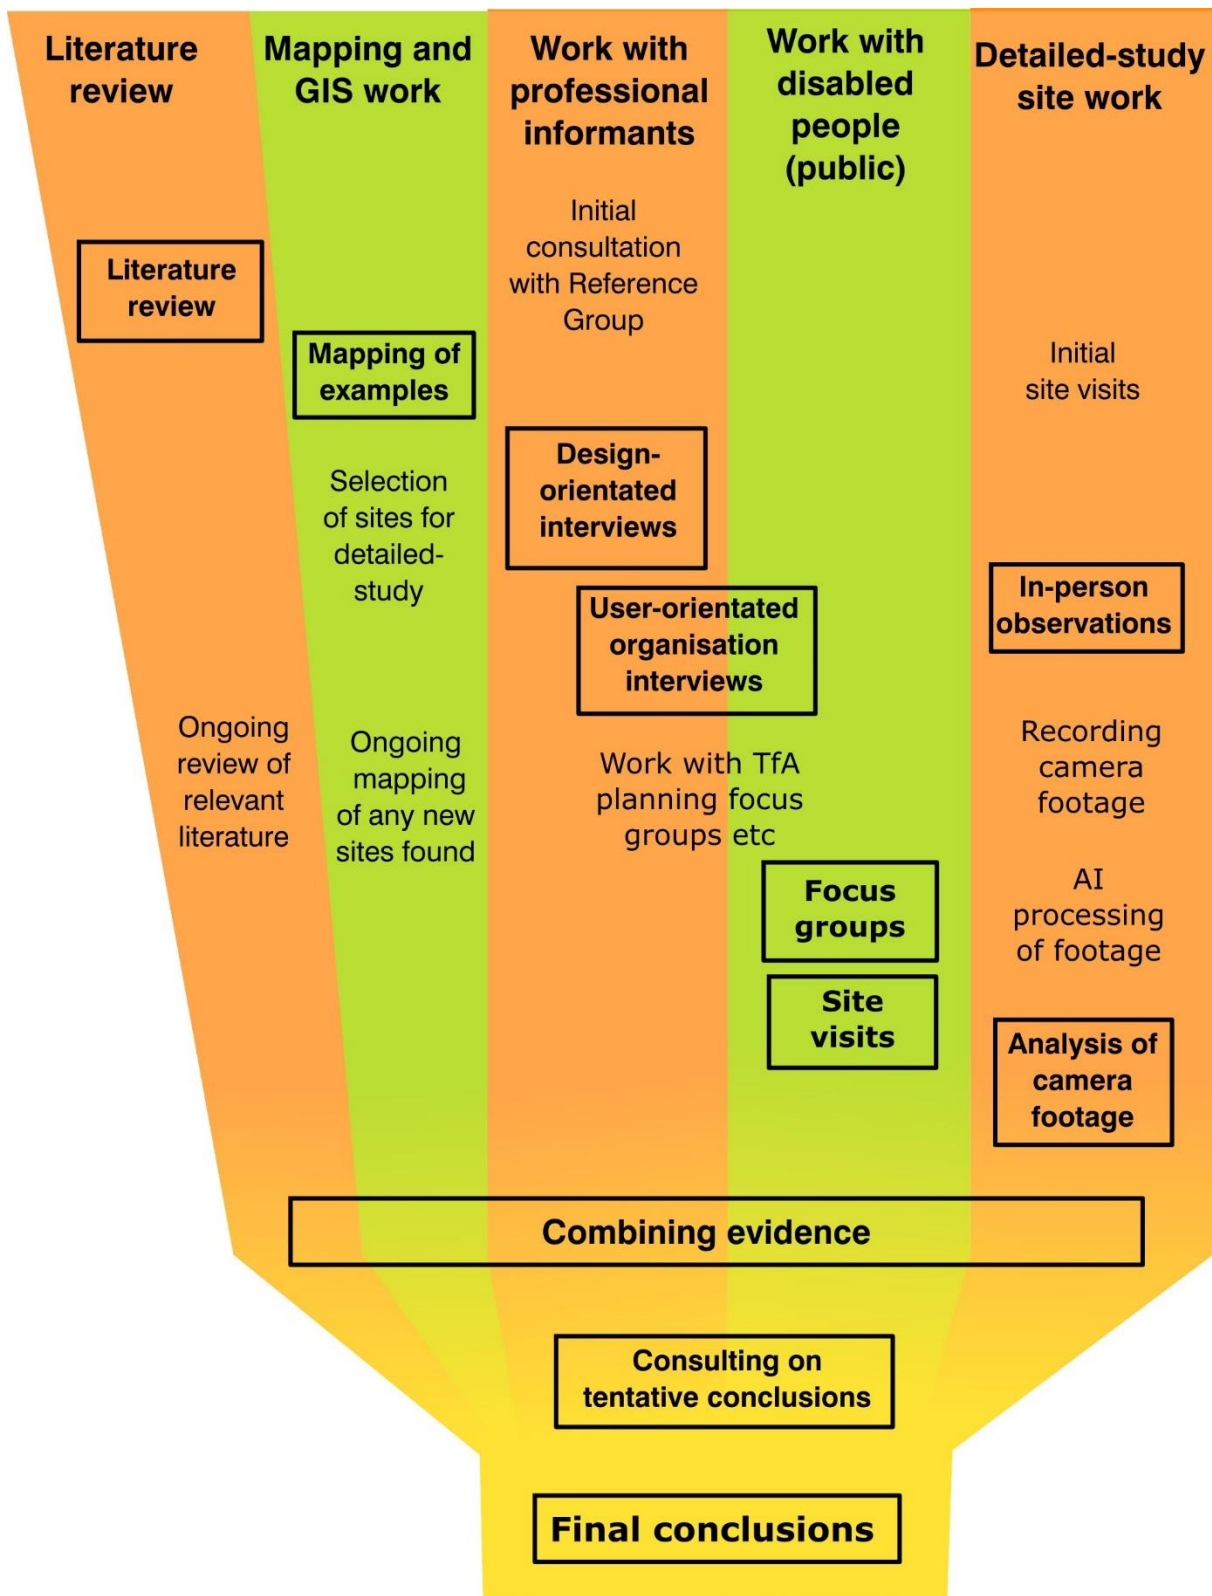 Literature
review
Mapping and
GIS work
Work with
professional
informants
Work with
disabled
people
(public)
Detailed-study
site work
Literature
review
Initial
consultation
with Reference
Group
Mapping of
examples
Initial
site visits
Design-
orientated
interviews
Selection
of sites for
detailed-
study
User-orientated
organisation
interviews
In-person
observations
Ongoing
review of
relevant
literature
Ongoing
mapping
of any new
sites found
Work with TfA
planning focus
groups etc
Recording
camera
footage
Focus
groups
AI
processing
of footage
Site
visits
Analysis of
camera
footage
Combining evidence
Consulting on
tentative conclusions
Final conclusions